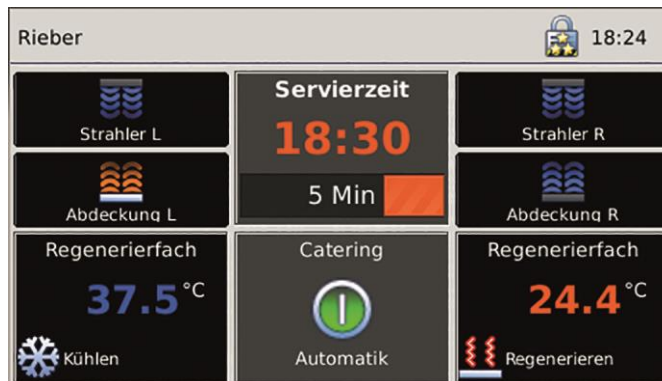 Rieber
18:24
Strahler L
Servierzeit
18:30
5 Min
Strahler R
Abdeckung L
Abdeckung R
Regenerierfach
37.5 °C
Kühlen
Catering
Automatik
Regenerierfach
24.4 °C
Regenerieren